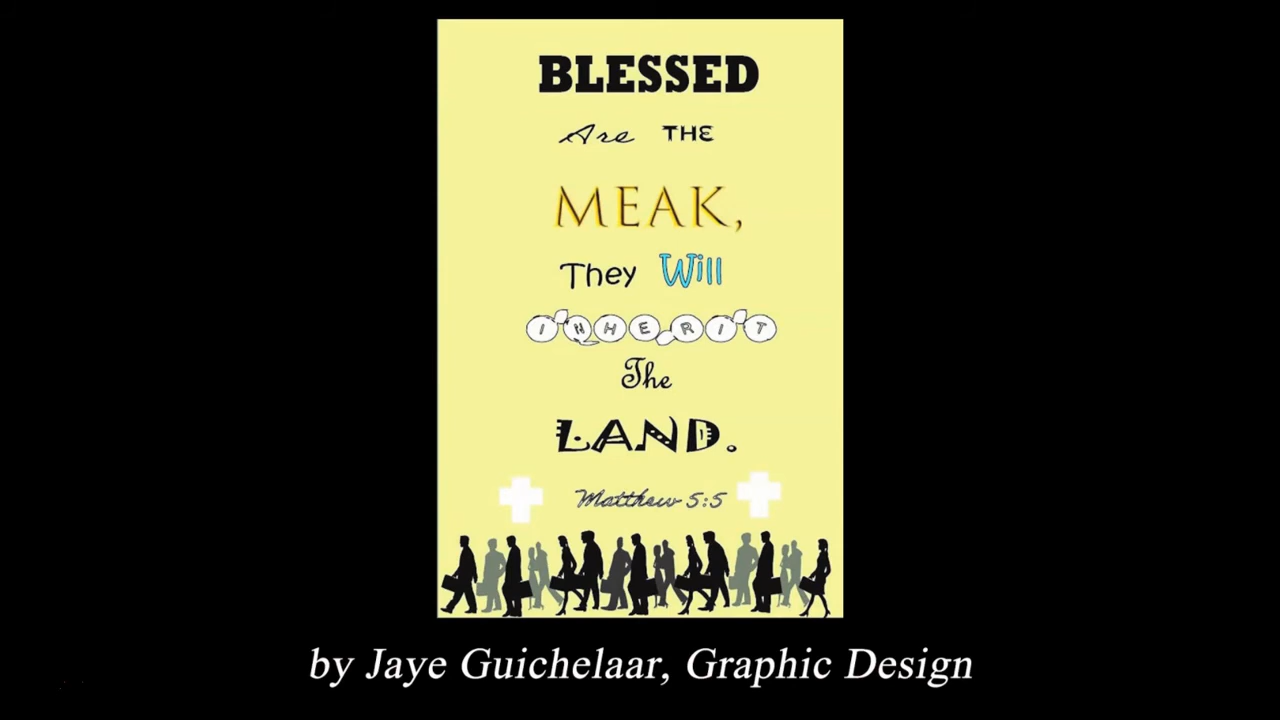 BLESSED
Are THE
MEAK,
They Will
INHERIT
The
LAND.
Matthew 5:5
by Jaye Guichelaar, Graphic Design